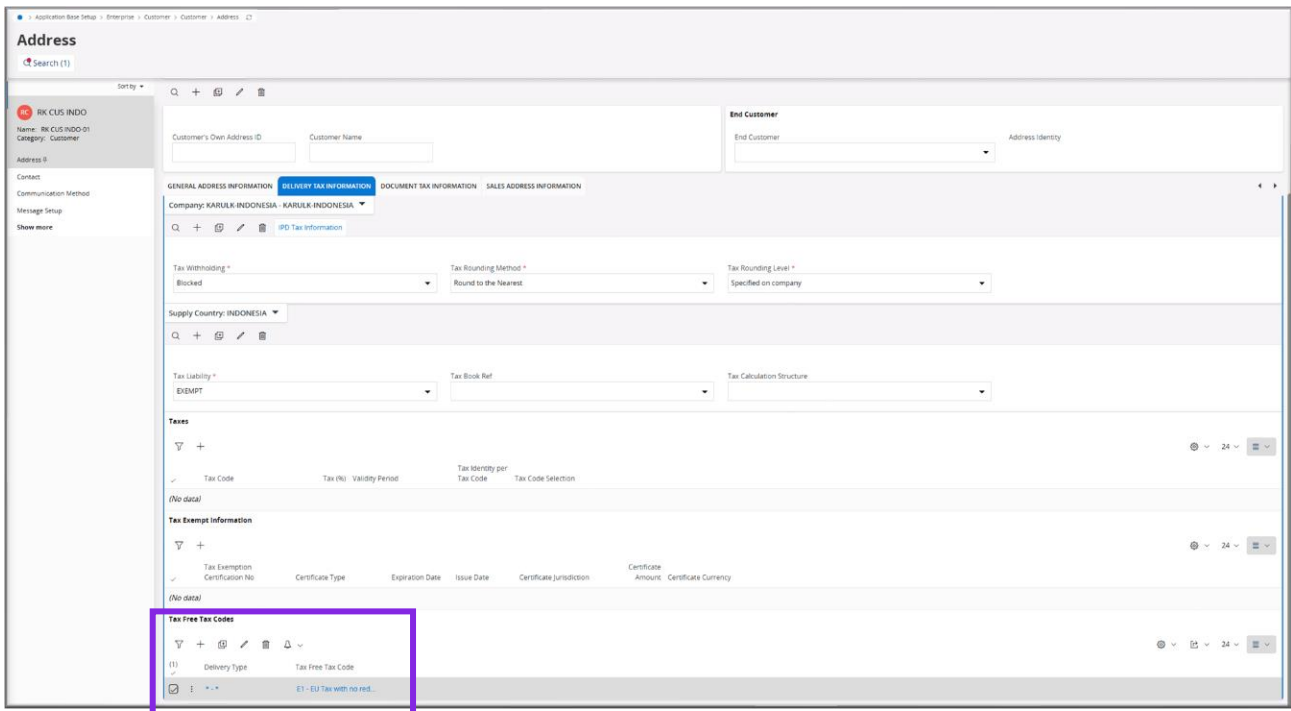 Application Base Setup > Enterprise > Customer > Customer > Address
Address
Search (1)
Sort by
RC RK CUS INDO
Name: RK CUS INDO-01
Category: Customer
Address 0
Contact
Communication Method
Message Setup
Show more
End Customer
Customer's Own Address ID Customer Name End Customer Address Identity
GENERAL ADDRESS INFORMATION DELIVERY TAX INFORMATION DOCUMENT TAX INFORMATION SALES ADDRESS INFORMATION
Company: KARULK-INDONESIA - KARULK-INDONESIA
IPD Tax Information
Tax Withholding * Tax Rounding Method * Tax Rounding Level *
Blocked Round to the Nearest Specified on company
Supply Country: INDONESIA
Tax Liability * Tax Book Ref Tax Calculation Structure
EXEMPT
Taxes
24
Tax Identity per
Tax Code Tax (%) Validity Period Tax Code Tax Code Selection
(No data)
Tax Exempt Information
24
Tax Exemption Certificate
Certification No Certificate Type Expiration Date Issue Date Certificate Jurisdiction Amount Certificate Currency
(No data)
Tax Free Tax Codes
24
(1) Delivery Type Tax Free Tax Code
* - * E1 - EU Tax with no red...